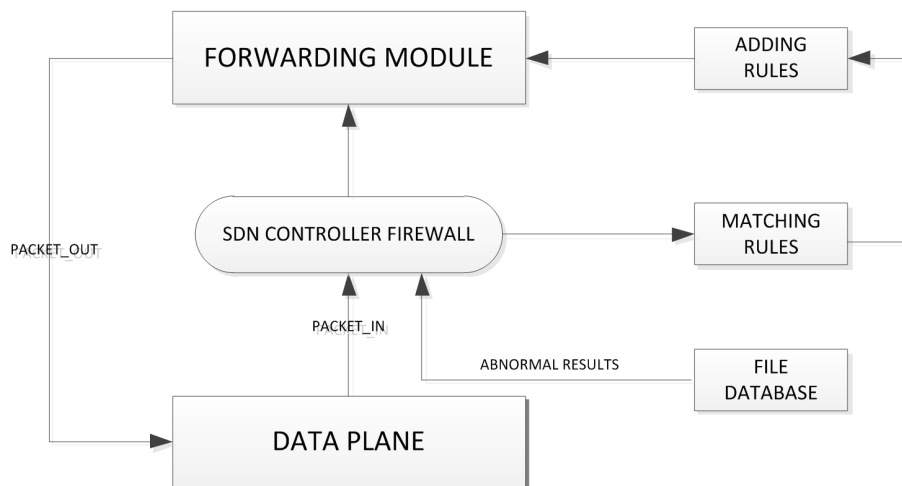 FORWARDING MODULE
ADDING
RULES
SDN CONTROLLER FIREWALL
MATCHING
RULES
PACKET_OUT
PACKET_IN
ABNORMAL RESULTS
FILE
DATABASE
DATA PLANE